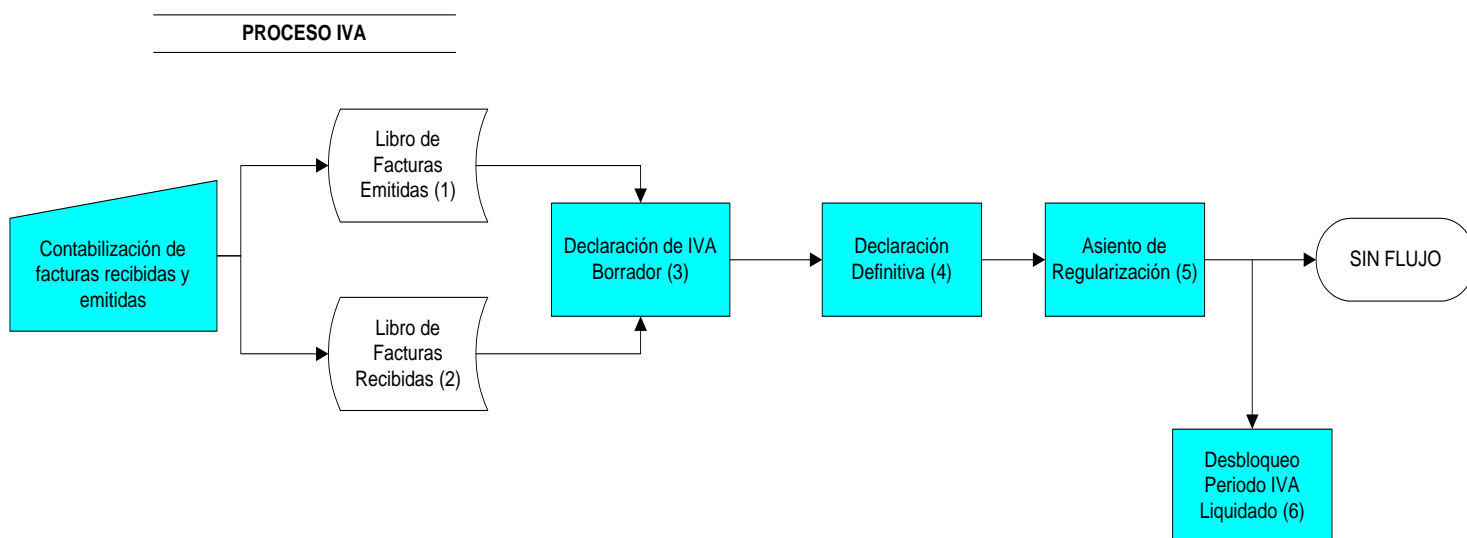 PROCESO IVA
Libro de
Facturas
Emitidas (1)
Contabilización de
facturas recibidas y
emitidas
Libro de
Facturas
Recibidas (2)
Declaración de IVA
Borrador (3)
Declaración
Definitiva (4)
Asiento de
Regularización (5)
SIN FLUJO
Desbloqueo
Periodo IVA
Liquidado (6)